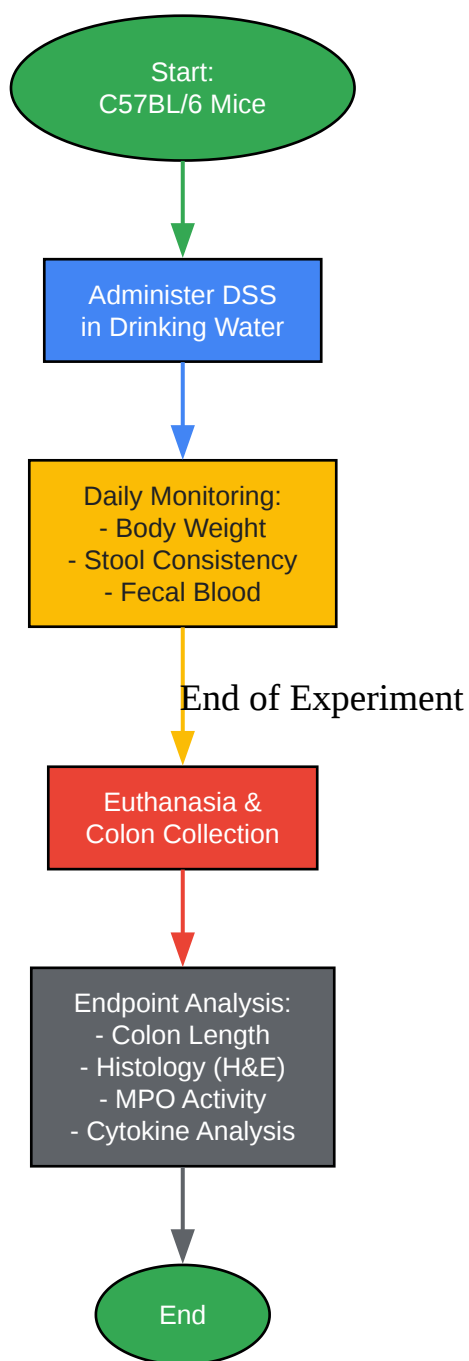 Start:
C57BL/6 Mice
Administer DSS
in Drinking Water
Daily Monitoring:
- Body Weight
- Stool Consistency
- Fecal Blood
End of Experiment
Euthanasia &
Colon Collection
Endpoint Analysis:
- Colon Length
- Histology (H&E)
- MPO Activity
- Cytokine Analysis
End